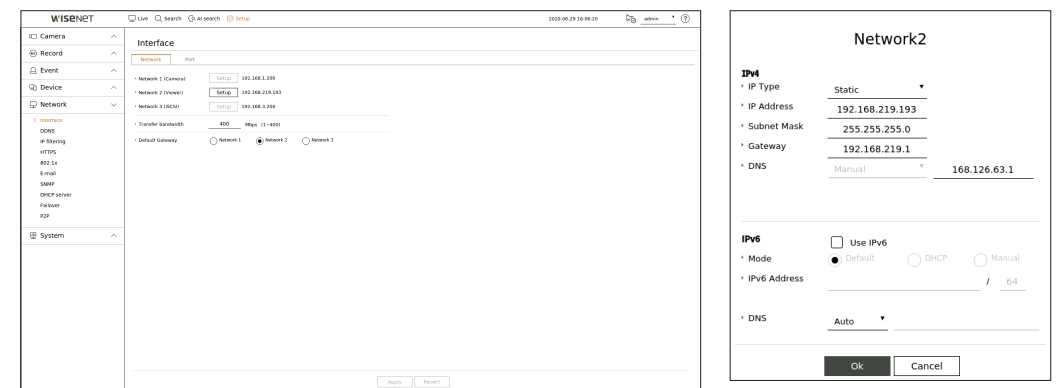 WISENET
Live Search AI search Setup 2020-06-29 16:06:20 admin ?
Camera
Record
Event
Device
Network
Interface
DDNS
IP filtering
HTTPS
802.1x
E-mail
SNMP
DHCP server
Failover
P2P
System
Interface
Network Port
Network 1 (Camera) Setup 192.168.1.200
Network 2 (Viewer) Setup 192.168.219.193
Network 3 (iSCSI) Setup 192.168.3.200
Transfer bandwidth 400 Mbps (1~400)
Default Gateway Network 1 Network 2 Network 3
Apply Revert
Network2
IPv4
IP Type Static
IP Address 192.168.219.193
Subnet Mask 255.255.255.0
Gateway 192.168.219.1
DNS Manual 168.126.63.1
IPv6 Use IPv6
Mode Default DHCP Manual
IPv6 Address / 64
DNS Auto
Ok Cancel